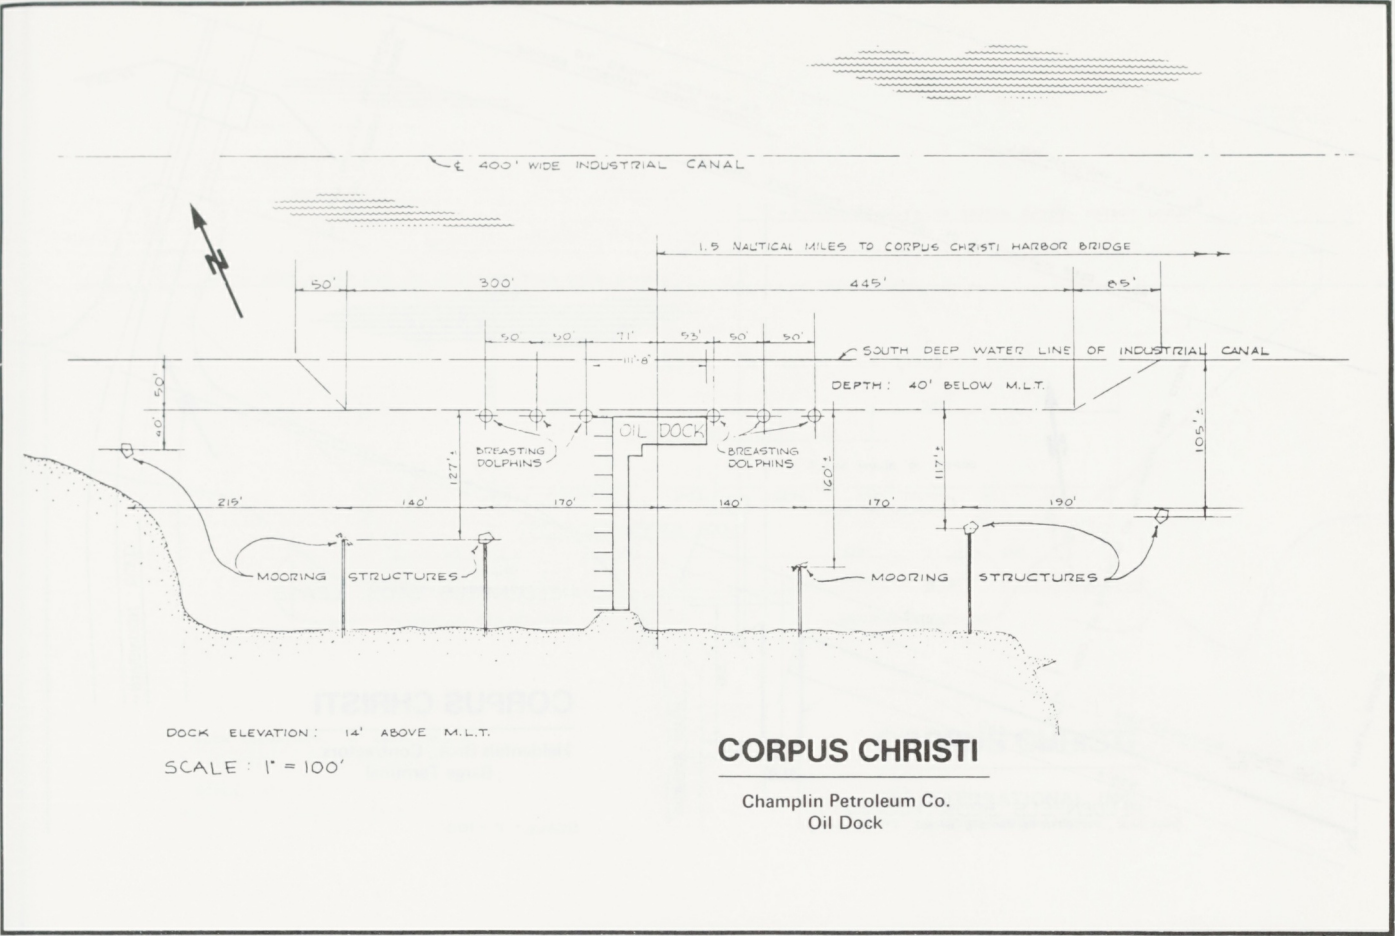 ℄ 400' WIDE INDUSTRIAL CANAL
1.5 NAUTICAL MILES TO CORPUS CHRISTI HARBOR BRIDGE
50' 300' 445' 85'
50' 50' 71' 53' 50' 50'
111'-8"
SOUTH DEEP WATER LINE OF INDUSTRIAL CANAL
DEPTH: 40' BELOW M.L.T.
50'
40'
OIL DOCK
BREASTING
DOLPHINS
BREASTING
DOLPHINS
127'±
160'±
117'±
105'±
215' 140' 170' 140' 170' 190'
MOORING STRUCTURES
MOORING STRUCTURES
DOCK ELEVATION: 14' ABOVE M.L.T.
SCALE: 1" = 100'
CORPUS CHRISTI
Champlin Petroleum Co.
Oil Dock